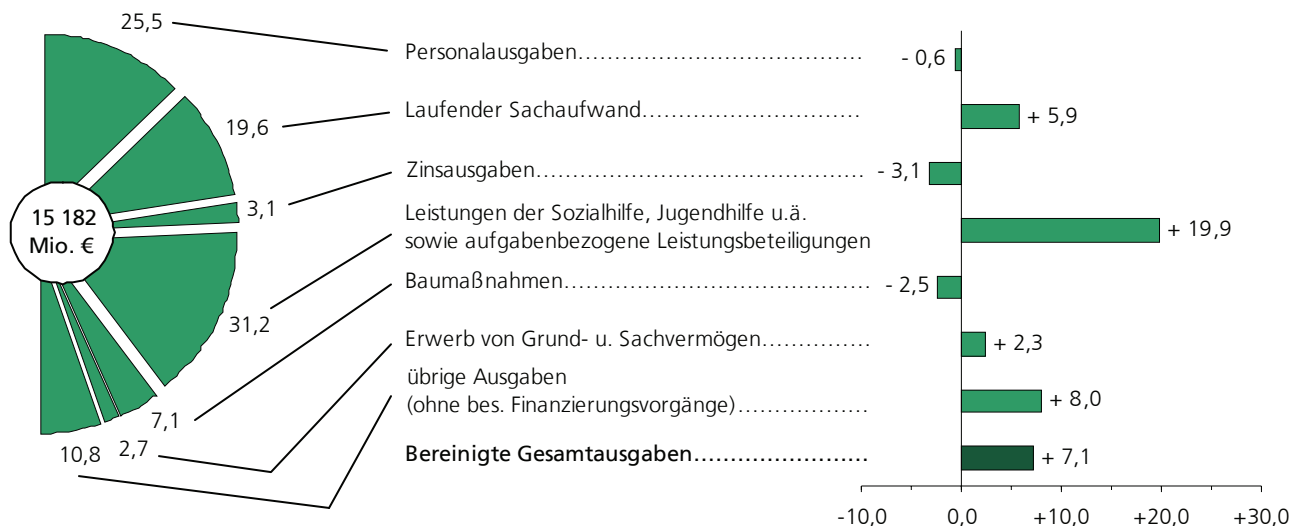 25,5
Personalausgaben
- 0,6
19,6
Laufender Sachaufwand
+ 5,9
3,1
Zinsausgaben
- 3,1
15 182
Mio. €
Leistungen der Sozialhilfe, Jugendhilfe u.ä.
sowie aufgabenbezogene Leistungsbeteiligungen
+ 19,9
31,2
Baumaßnahmen
- 2,5
7,1
Erwerb von Grund- u. Sachvermögen
+ 2,3
2,7
übrige Ausgaben
(ohne bes. Finanzierungsvorgänge)
+ 8,0
10,8
Bereinigte Gesamtausgaben
+ 7,1
-10,0 0,0 +10,0 +20,0 +30,0